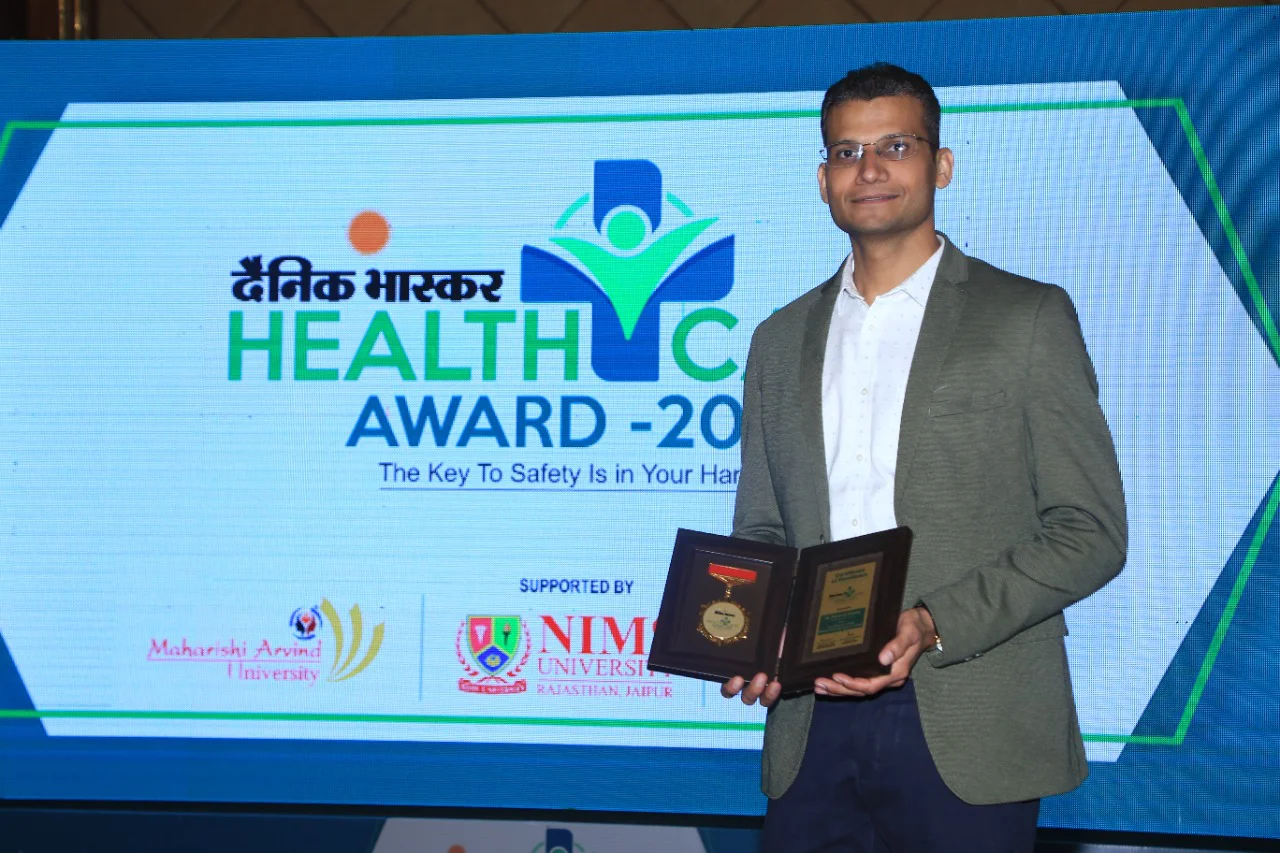 दैनिक भास्कर
HEALTH CA
AWARD -20
The Key To Safety Is in Your Har
SUPPORTED BY
Maharishi Arvind
University
NIMS
UNIVERSITY
RAJASTHAN, JAIPUR